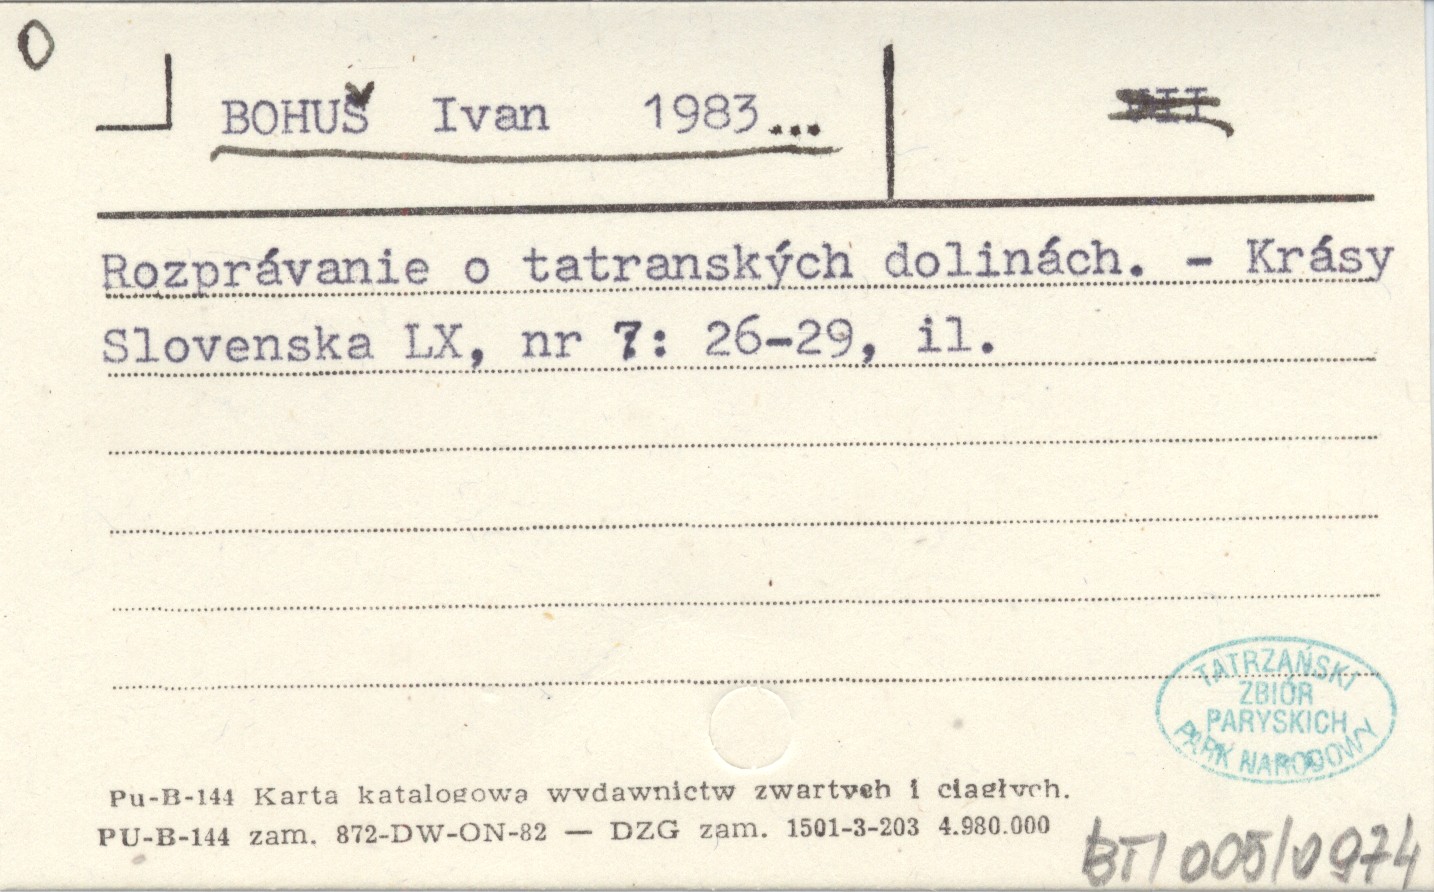 BOHUŠ Ivan 1983...
Rozprávanie o tatranských dolinách. - Krásy
Slovenska LX, nr 7: 26-29, il.
TATRZAŃSKI
ZBIÓR
PARYSKICH
PARK NARODOWY
Pu-B-144 Karta katalogowa wydawnictw zwartych i ciągłych.
PU-B-144 zam. 872-DW-ON-82 — DZG zam. 1501-3-203 4.980.000
BTI 005/0974